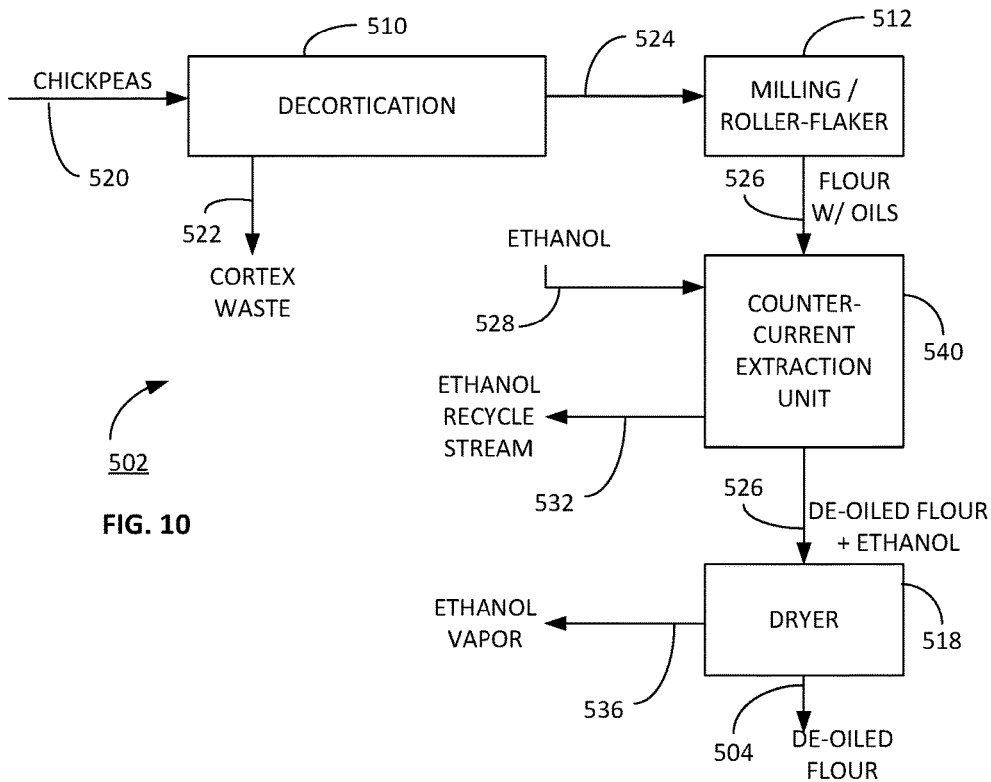 510
524
512
CHICKPEAS
DECORTICATION
MILLING /
ROLLER-FLAKER
520
522
526
FLOUR
W/ OILS
CORTEX
WASTE
ETHANOL
528
COUNTER-
CURRENT
EXTRACTION
UNIT
540
ETHANOL
RECYCLE
STREAM
532
502
FIG. 10
526
DE-OILED FLOUR
+ ETHANOL
ETHANOL
VAPOR
DRYER
518
536
504
DE-OILED
FLOUR